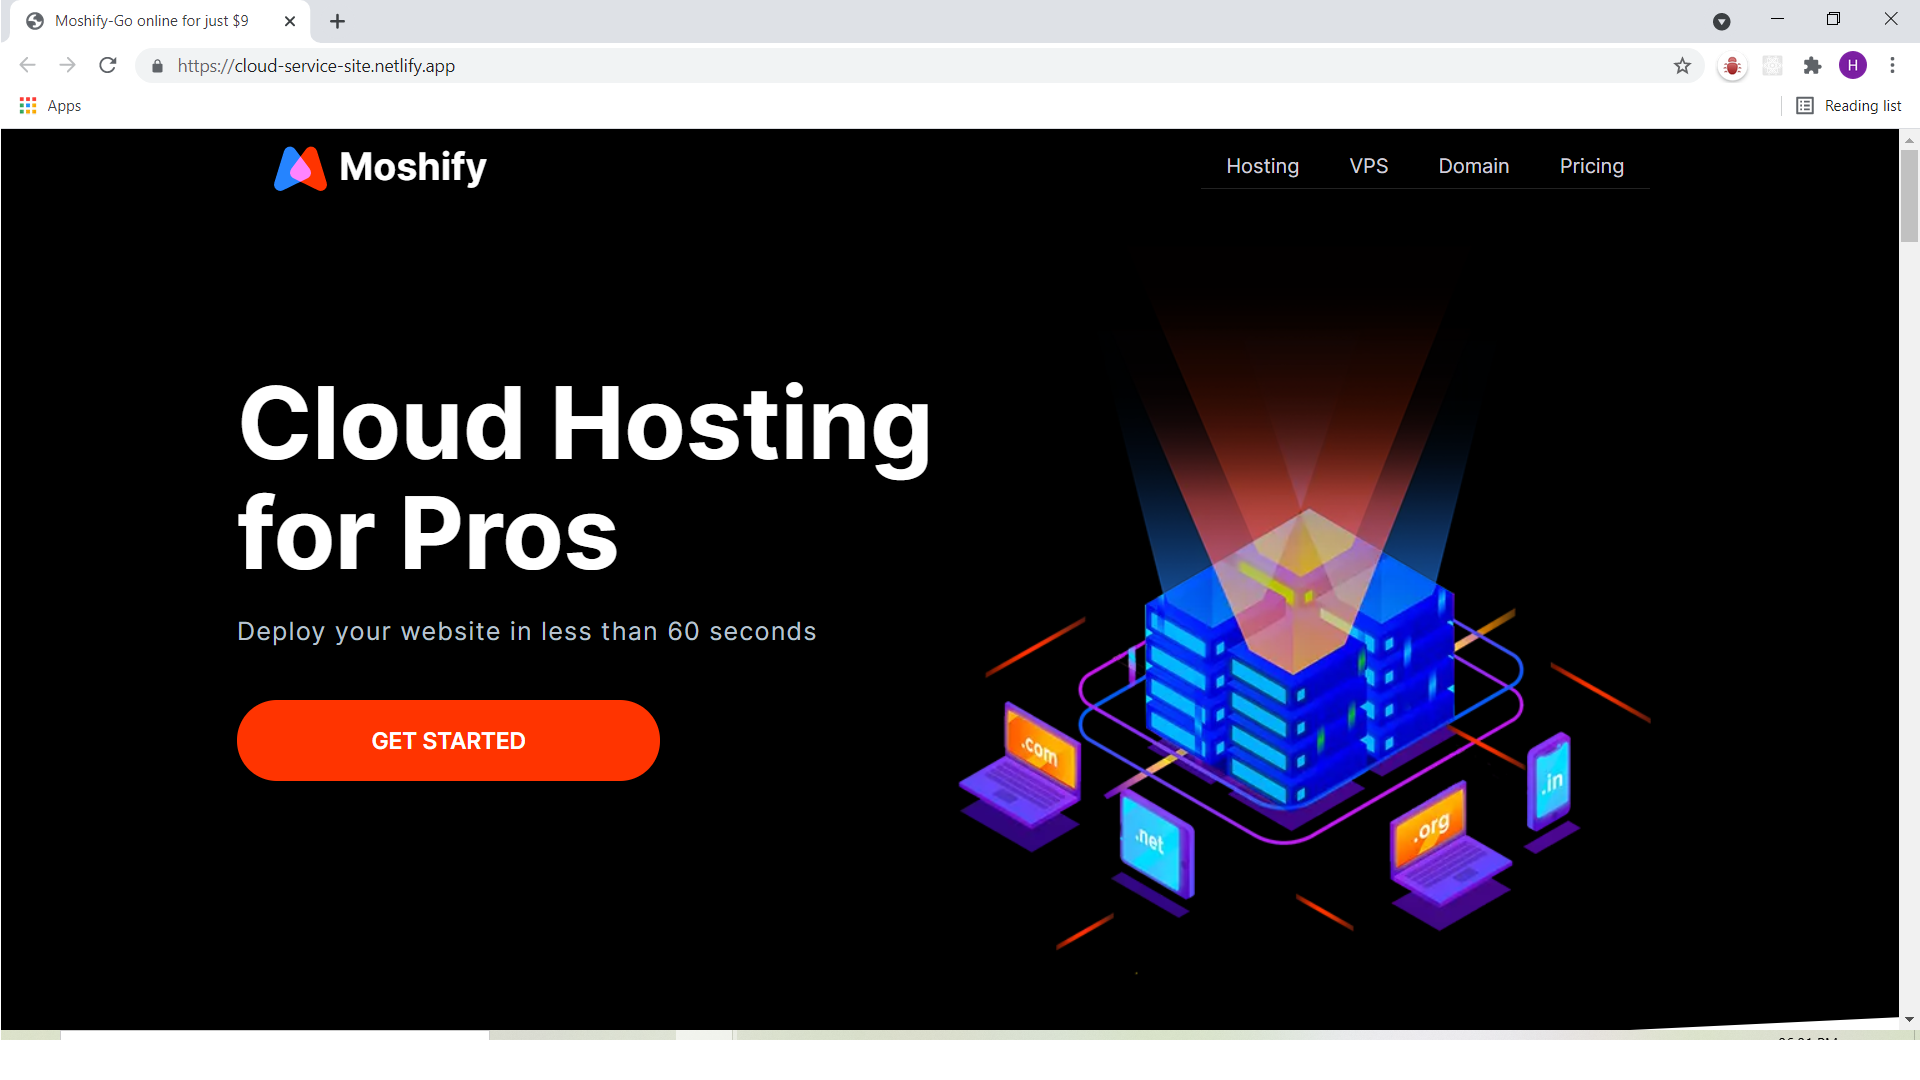 Moshify-Go online for just $9
https://cloud-service-site.netlify.app
H
Apps
Reading list
Moshify
Hosting VPS Domain Pricing
Cloud Hosting
for Pros
Deploy your website in less than 60 seconds
GET STARTED
.com
.net
.org
.in